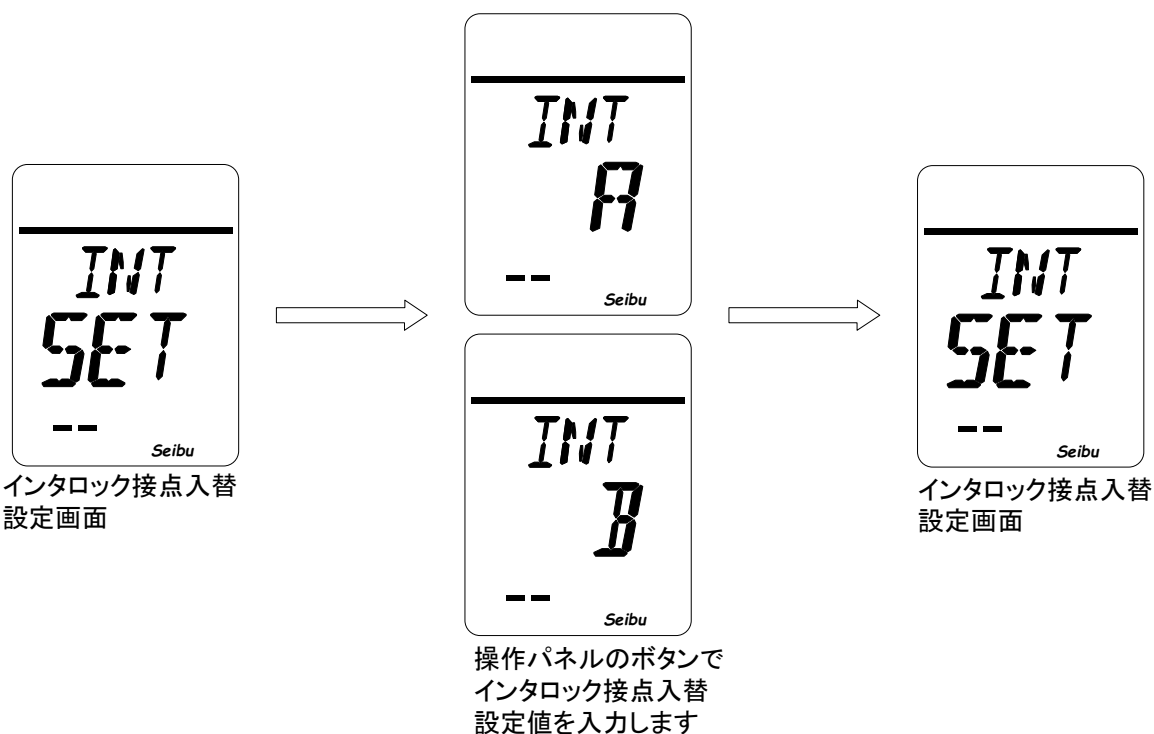 INT
SET
--
Seibu
インタロック接点入替
設定画面
INT
A
--
Seibu
INT
B
--
Seibu
操作パネルのボタンで
インタロック接点入替
設定値を入力します
INT
SET
--
Seibu
インタロック接点入替
設定画面